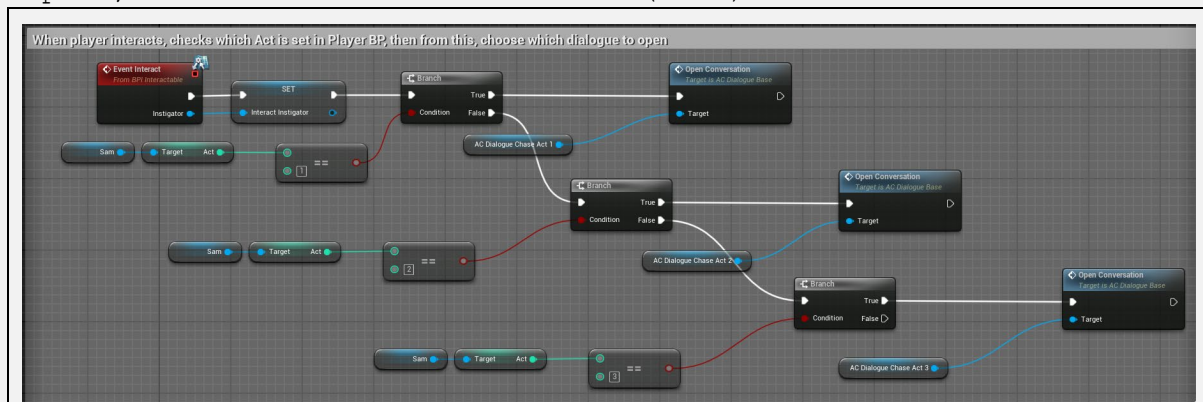 When player interacts, checks which Act is set in Player BP, then from this, choose which dialogue to open
Event Interact
From BPI Interactable
Instigator
SET
Interact Instigator
Branch
True
Condition
False
Open Conversation
Target is AC Dialogue Base
Target
AC Dialogue Chase Act 1
Sam
Target
Act
1
==
Branch
True
Condition
False
Open Conversation
Target is AC Dialogue Base
Target
AC Dialogue Chase Act 2
Sam
Target
Act
2
==
Branch
True
Condition
False
Open Conversation
Target is AC Dialogue Base
Target
AC Dialogue Chase Act 3
Sam
Target
Act
3
==